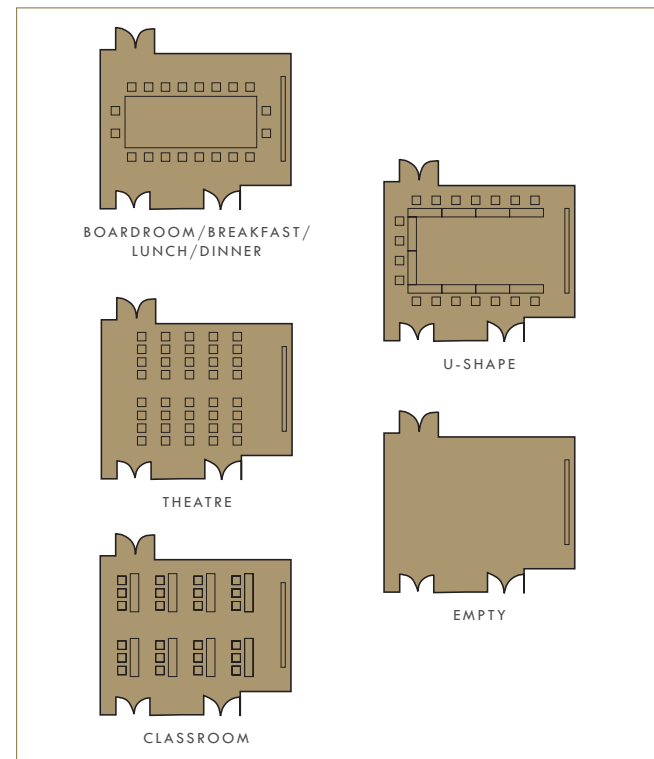 BOARDROOM/BREAKFAST/
LUNCH/DINNER
THEATRE
CLASSROOM
U-SHAPE
EMPTY